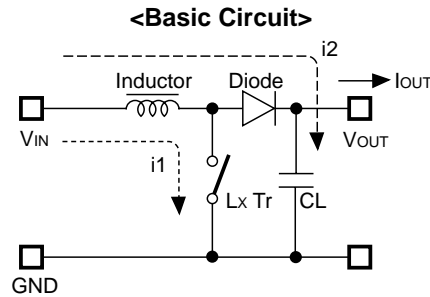 <Basic Circuit>
i2
Inductor
Diode
IOUT
VIN
VOUT
i1
Lx Tr
CL
GND